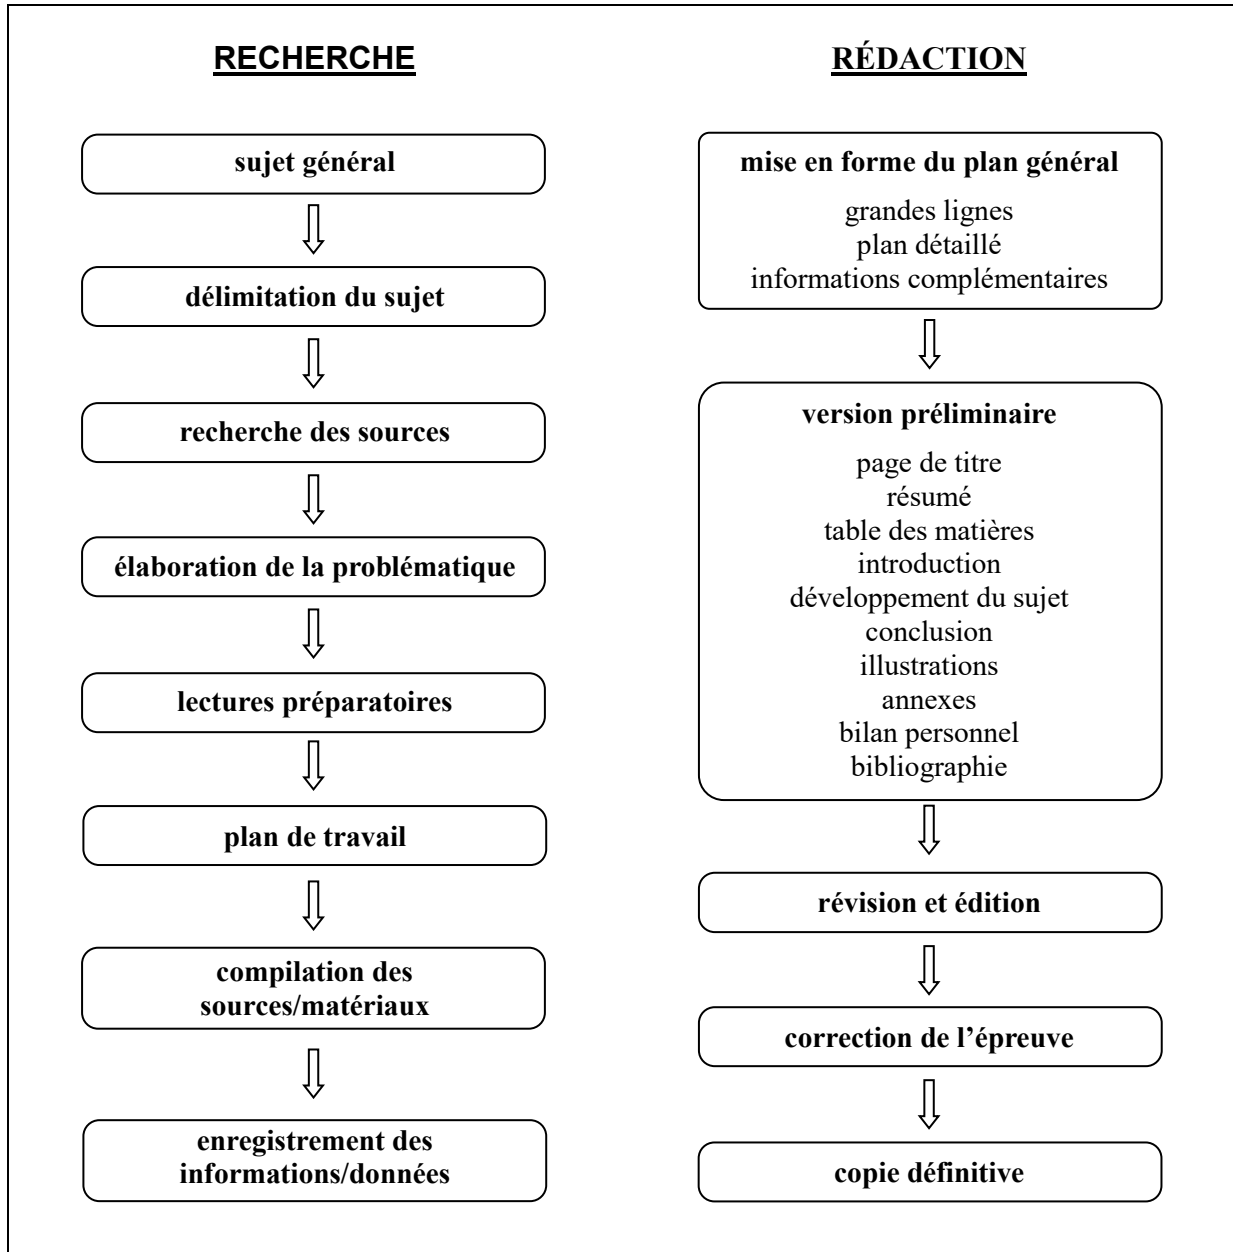 RECHERCHE
sujet général
délimitation du sujet
recherche des sources
élaboration de la problématique
lectures préparatoires
plan de travail
compilation des
sources/matériaux
enregistrement des
informations/données
RÉDACTION
mise en forme du plan général
grandes lignes
plan détaillé
informations complémentaires
version préliminaire
page de titre
résumé
table des matières
introduction
développement du sujet
conclusion
illustrations
annexes
bilan personnel
bibliographie
révision et édition
correction de l’épreuve
copie définitive